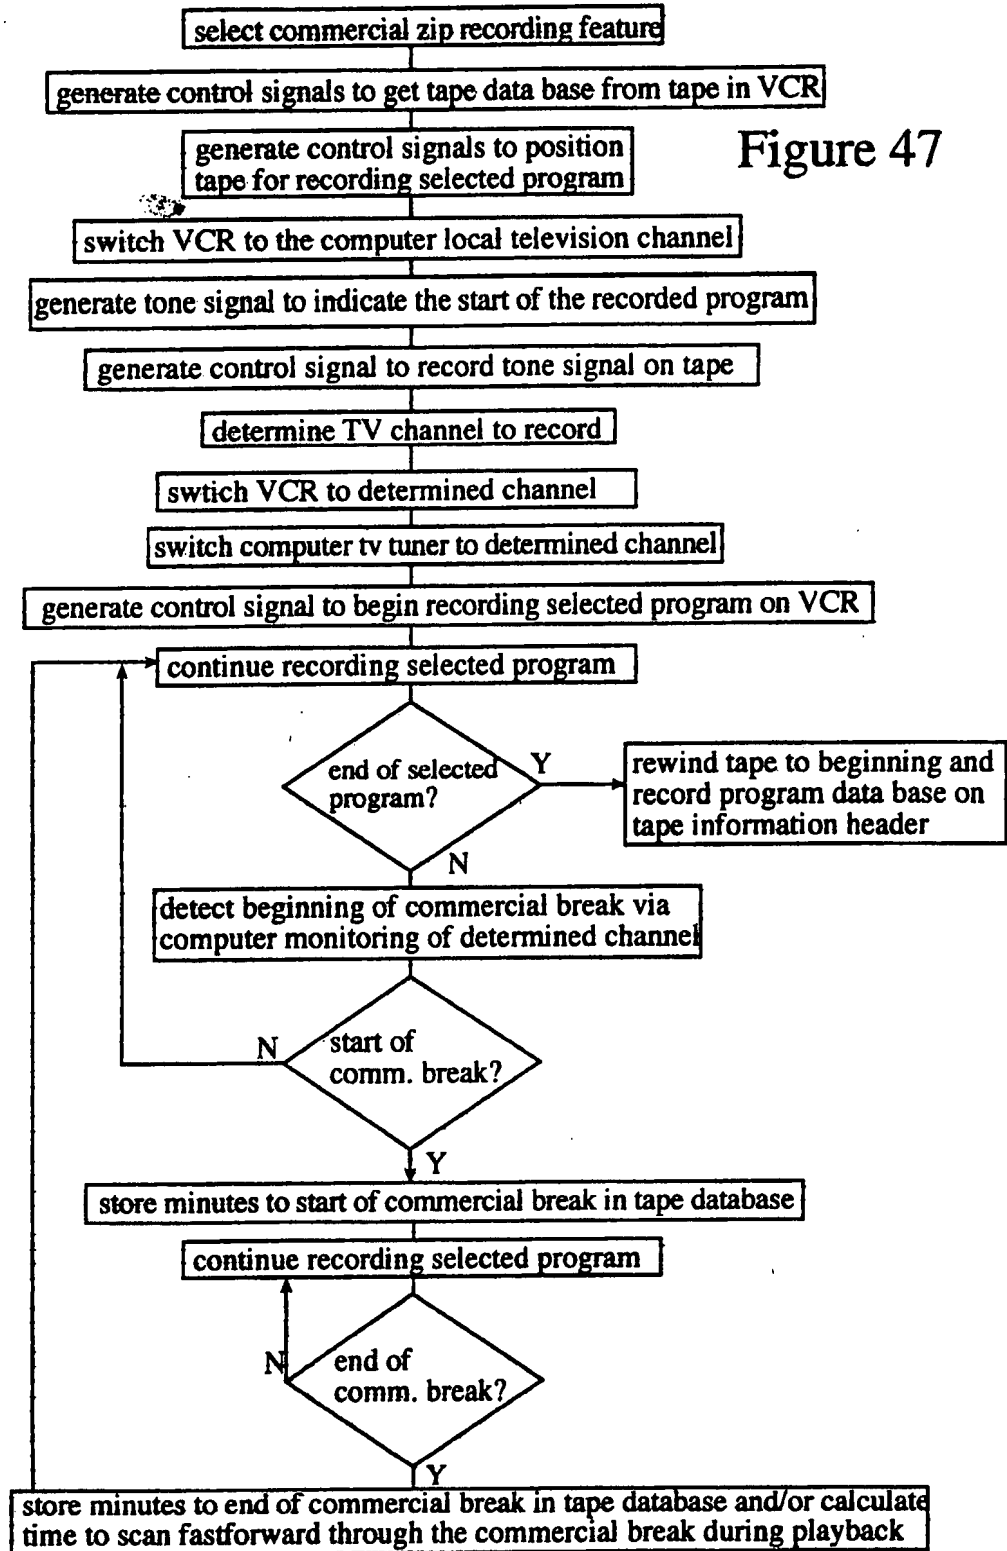 select commercial zip recording feature
generate control signals to get tape data base from tape in VCR
generate control signals to position
tape for recording selected program
Figure 47
switch VCR to the computer local television channel
generate tone signal to indicate the start of the recorded program
generate control signal to record tone signal on tape
determine TV channel to record
swtich VCR to determined channel
switch computer tv tuner to determined channel
generate control signal to begin recording selected program on VCR
continue recording selected program
end of selected
program?
Y
rewind tape to beginning and
record program data base on
tape information header
N
detect beginning of commercial break via
computer monitoring of determined channel
N
start of
comm. break?
Y
store minutes to start of commercial break in tape database
continue recording selected program
N
end of
comm. break?
Y
store minutes to end of commercial break in tape database and/or calculate
time to scan fastforward through the commercial break during playback